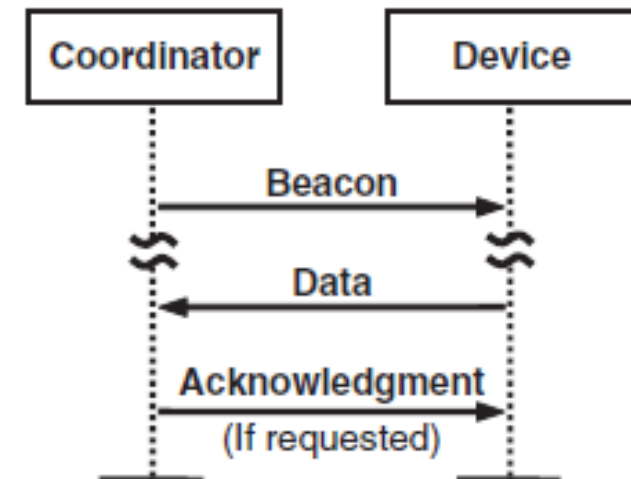 Coordinator
Device
Beacon
Data
Acknowledgment
(If requested)